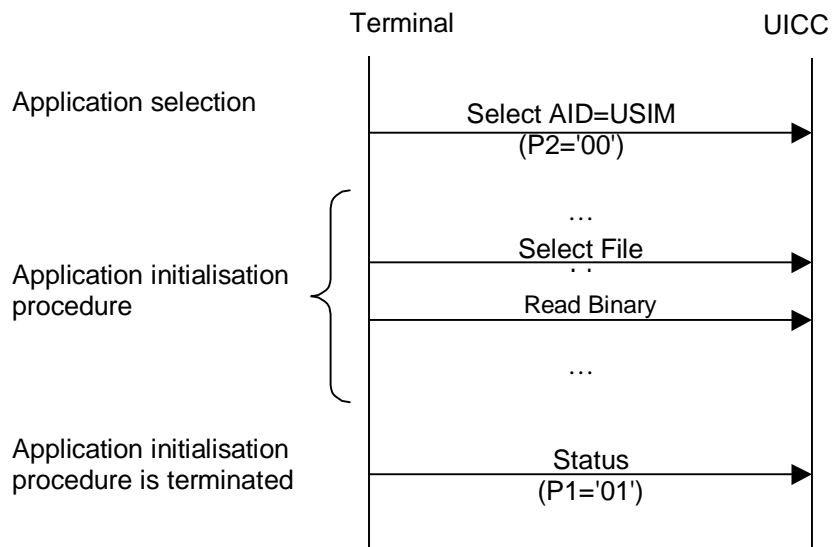 Terminal
UICC
Application selection
Select AID=USIM
(P2='00')
...
Select File
. .
Application initialisation
procedure
Read Binary
...
Application initialisation
procedure is terminated
Status
(P1='01')